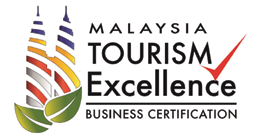 MALAYSIA
TOURISM
Excellence
BUSINESS CERTIFICATION